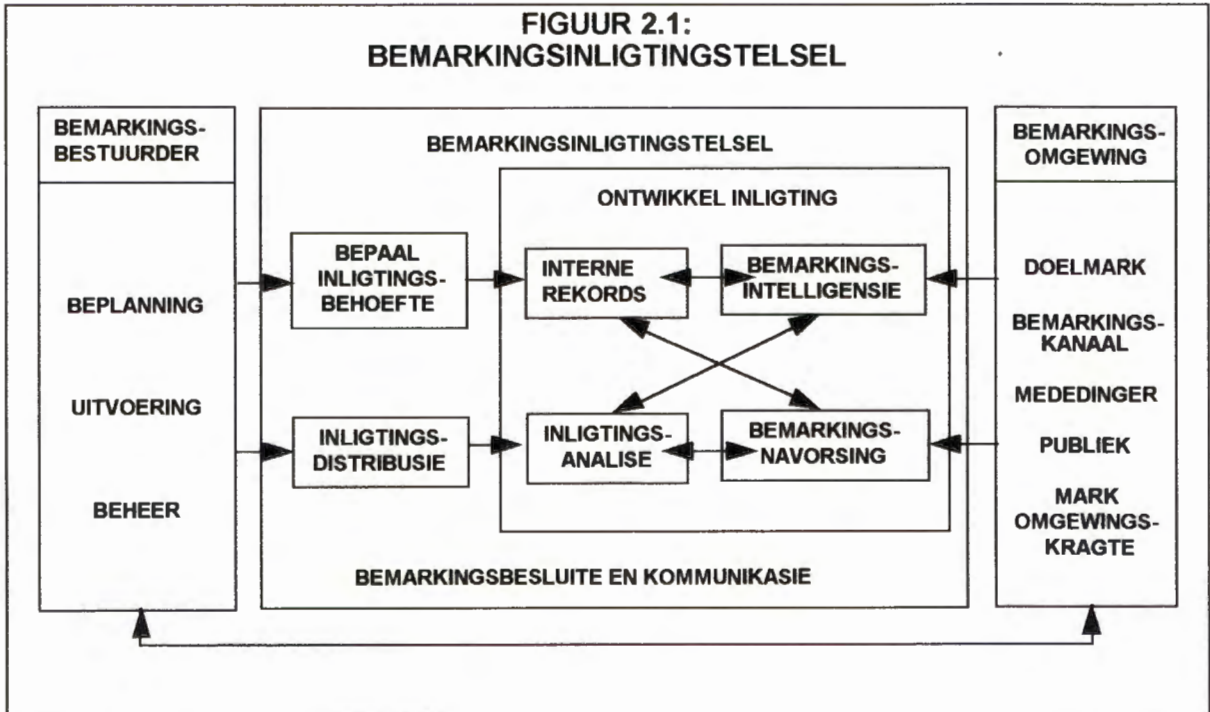 FIGUUR 2.1:
BEMARKINGSINLIGTINGSTELSEL
BEMARKINGS-
BESTUURDER
BEPLANNING
UITVOERING
BEHEER
BEMARKINGSINLIGTINGSTELSEL
ONTWIKKEL INLIGTING
BEPAAL
INLIGTINGS-
BEHOEFTE
INTERNE
REKORDS
BEMARKINGS-
INTELLIGENSIE
INLIGTINGS-
DISTRIBUSIE
INLIGTINGS-
ANALISE
BEMARKINGS-
NAVORSING
BEMARKINGSBESLUITE EN KOMMUNIKASIE
BEMARKINGS-
OMGEWING
DOELMARK
BEMARKINGS-
KANAAL
MEDEDINGER
PUBLIEK
MARK
OMGEWINGS-
KRAGTE